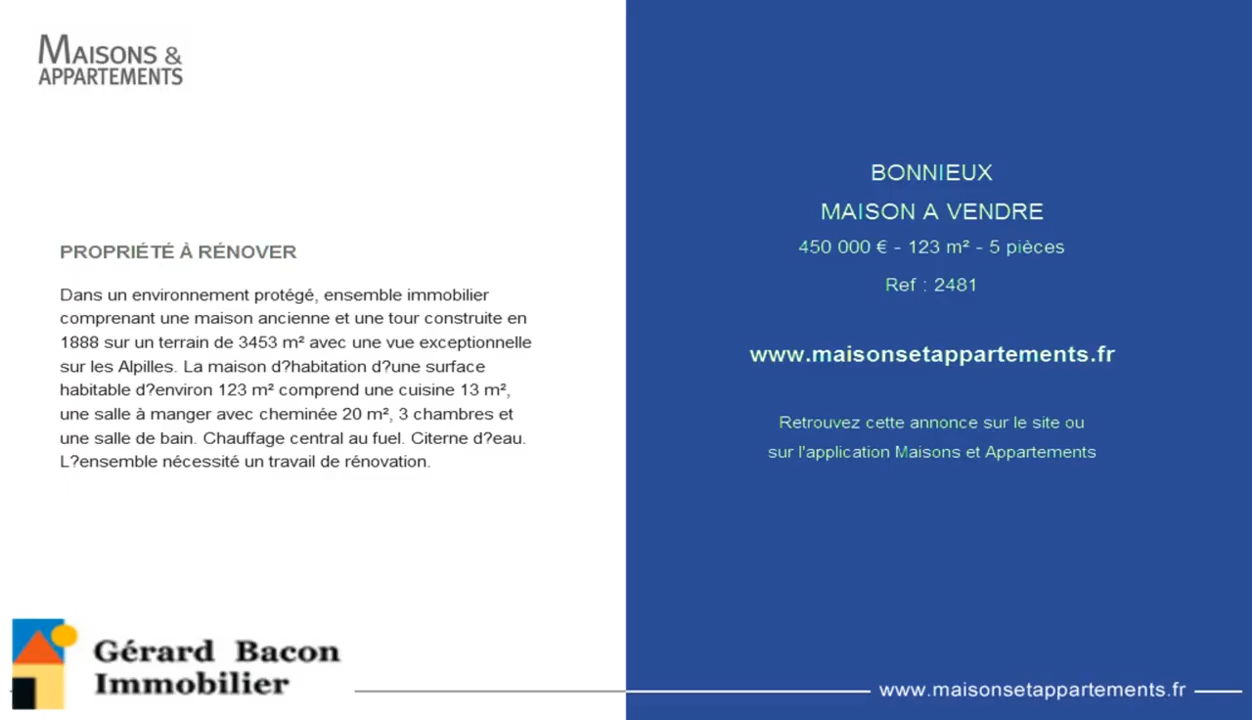 MAISONS &
APPARTEMENTS
PROPRIÉTÉ À RÉNOVER
Dans un environnement protégé, ensemble immobilier
comprenant une maison ancienne et une tour construite en
1888 sur un terrain de 3453 m² avec une vue exceptionnelle
sur les Alpilles. La maison d?habitation d?une surface
habitable d?environ 123 m² comprend une cuisine 13 m²,
une salle à manger avec cheminée 20 m², 3 chambres et
une salle de bain. Chauffage central au fuel. Citerne d?eau.
L?ensemble nécessité un travail de rénovation.
Gérard Bacon
Immobilier
BONNIEUX
MAISON A VENDRE
450 000 € - 123 m² - 5 pièces
Ref : 2481
www.maisonsetappartements.fr
Retrouvez cette annonce sur le site ou
sur l'application Maisons et Appartements
www.maisonsetappartements.fr